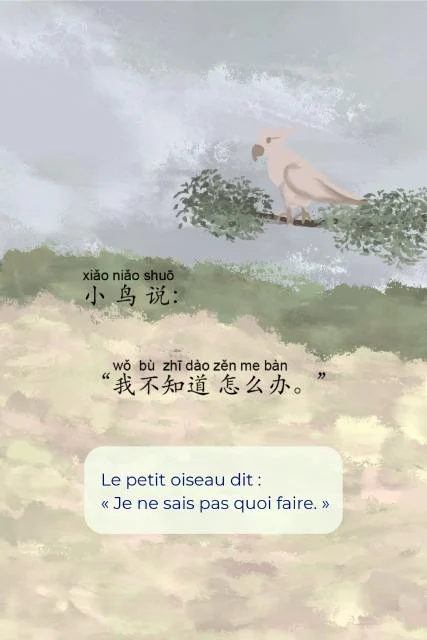 xiǎo niǎo shuō
小鸟说:
wǒ bù zhī dào zěn me bàn
“我不知道怎么办。”
Le petit oiseau dit :
« Je ne sais pas quoi faire. »